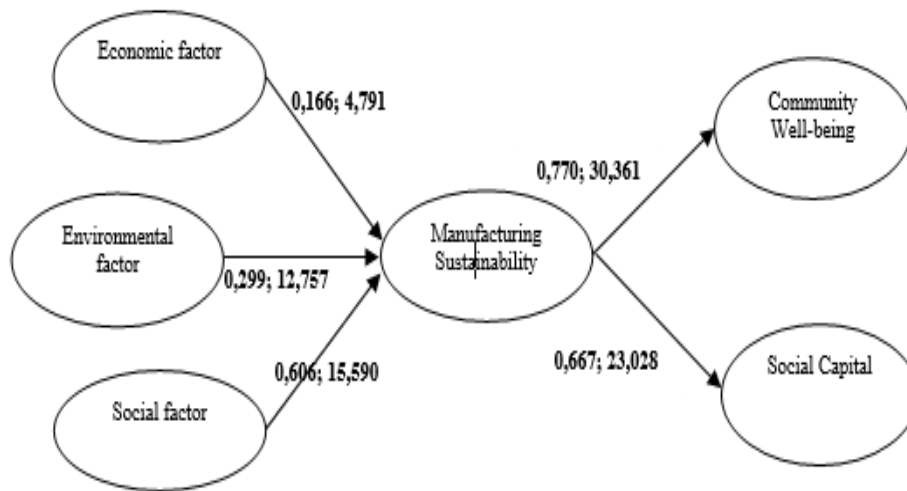 Economic factor
0,166; 4,791
Community
Well-being
0,770; 30,361
Environmental
factor
0,299; 12,757
Manufacturing
Sustainability
0,606; 15,590
0,667; 23,028
Social Capital
Social factor